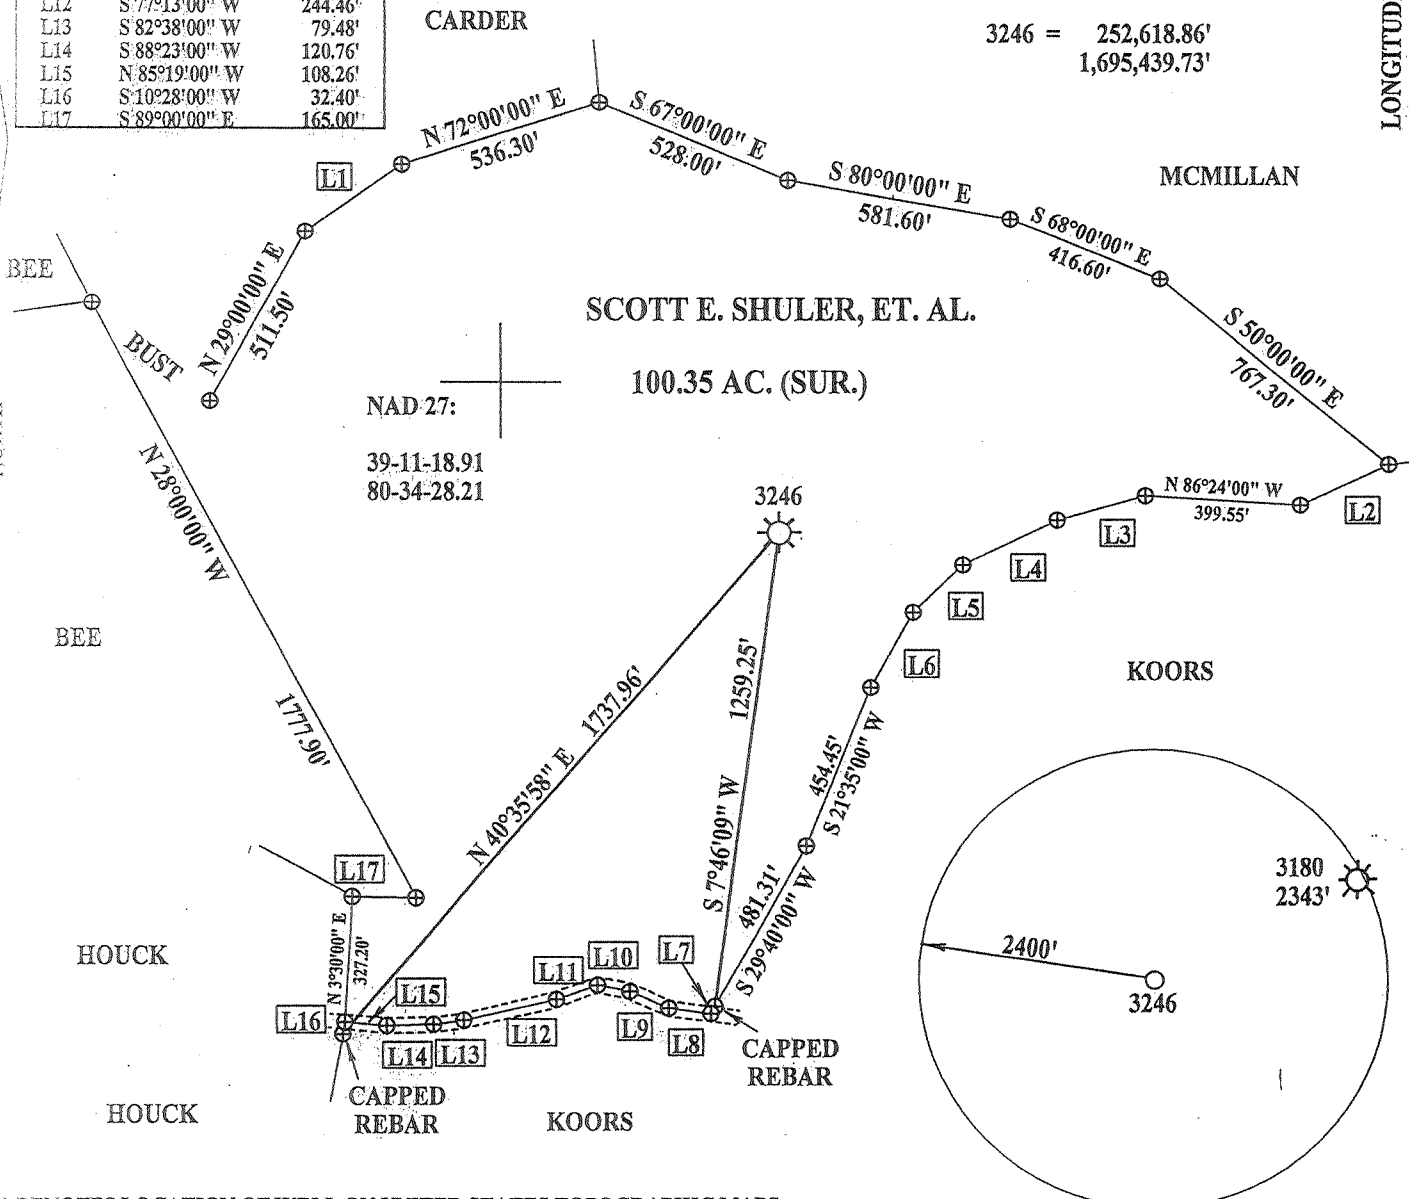 L12 S 77°13'00" W 244.46'
L13 S 82°38'00" W 79.48'
L14 S 88°23'00" W 120.76'
L15 N 85°19'00" W 108.26'
L16 S 10°28'00" W 32.40'
L17 S 89°00'00" E 165.00'
CARDER
3246 = 252,618.86'
1,695,439.73'
LONGITUD
N 72°00'00" E
536.30'
S 67°00'00" E
528.00'
L1
S 80°00'00" E
581.60'
MCMILLAN
S 68°00'00" E
416.60'
BEE
N 29°00'00" E
511.50'
BUST
SCOTT E. SHULER, ET. AL.
100.35 AC. (SUR.)
S 50°00'00" E
767.30'
NAD 27:
39-11-18.91
80-34-28.21
N 28°00'00" W
1777.90'
3246
N 86°24'00" W
399.55'
L2
L3
L4
L5
L6
BEE
KOORS
N 40°35'58" E 1737.96'
S 7°46'09" W 1259.25'
454.45'
S 21°35'00" W
481.31'
S 29°40'00" W
L17
HOUCK
N 3°30'00" E
327.20'
L7
L10
L11
L15
L16
L12
L9
L8
L14
L13
CAPPED
REBAR
CAPPED
REBAR
HOUCK
KOORS
3180
2343'
2400'
3246